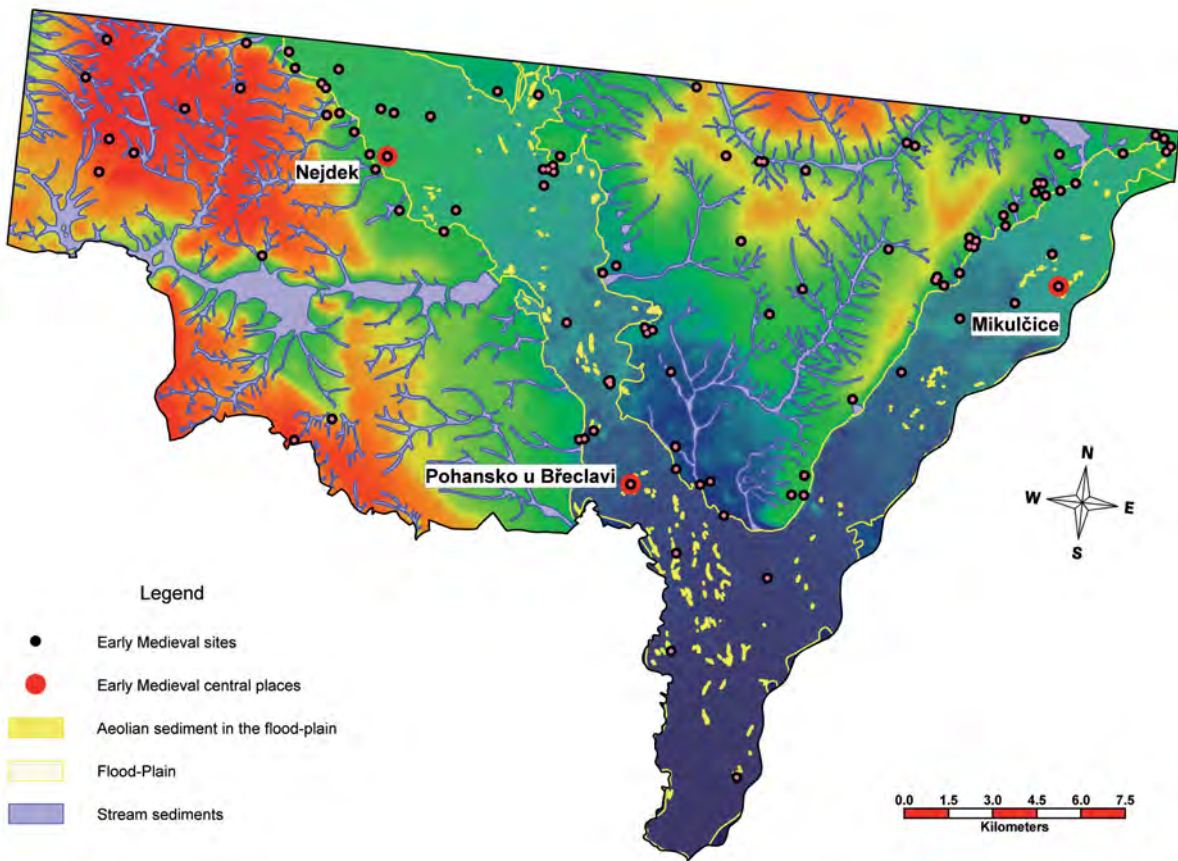 Nejdek
Mikulčice
Pohansko u Břeclavi
N
W
E
S
Legend
Early Medieval sites
Early Medieval central places
Aeolian sediment in the flood-plain
Flood-Plain
Stream sediments
0.0 1.5 3.0 4.5 6.0 7.5
Kilometers